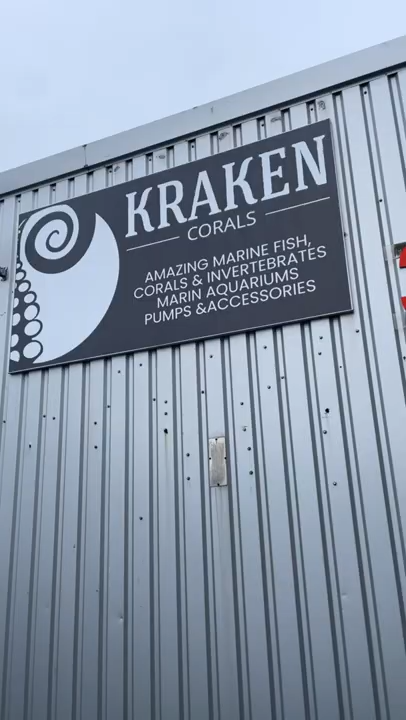 KRAKEN
CORALS
AMAZING MARINE FISH,
CORALS & INVERTEBRATES
MARIN AQUARIUMS
PUMPS &ACCESSORIES